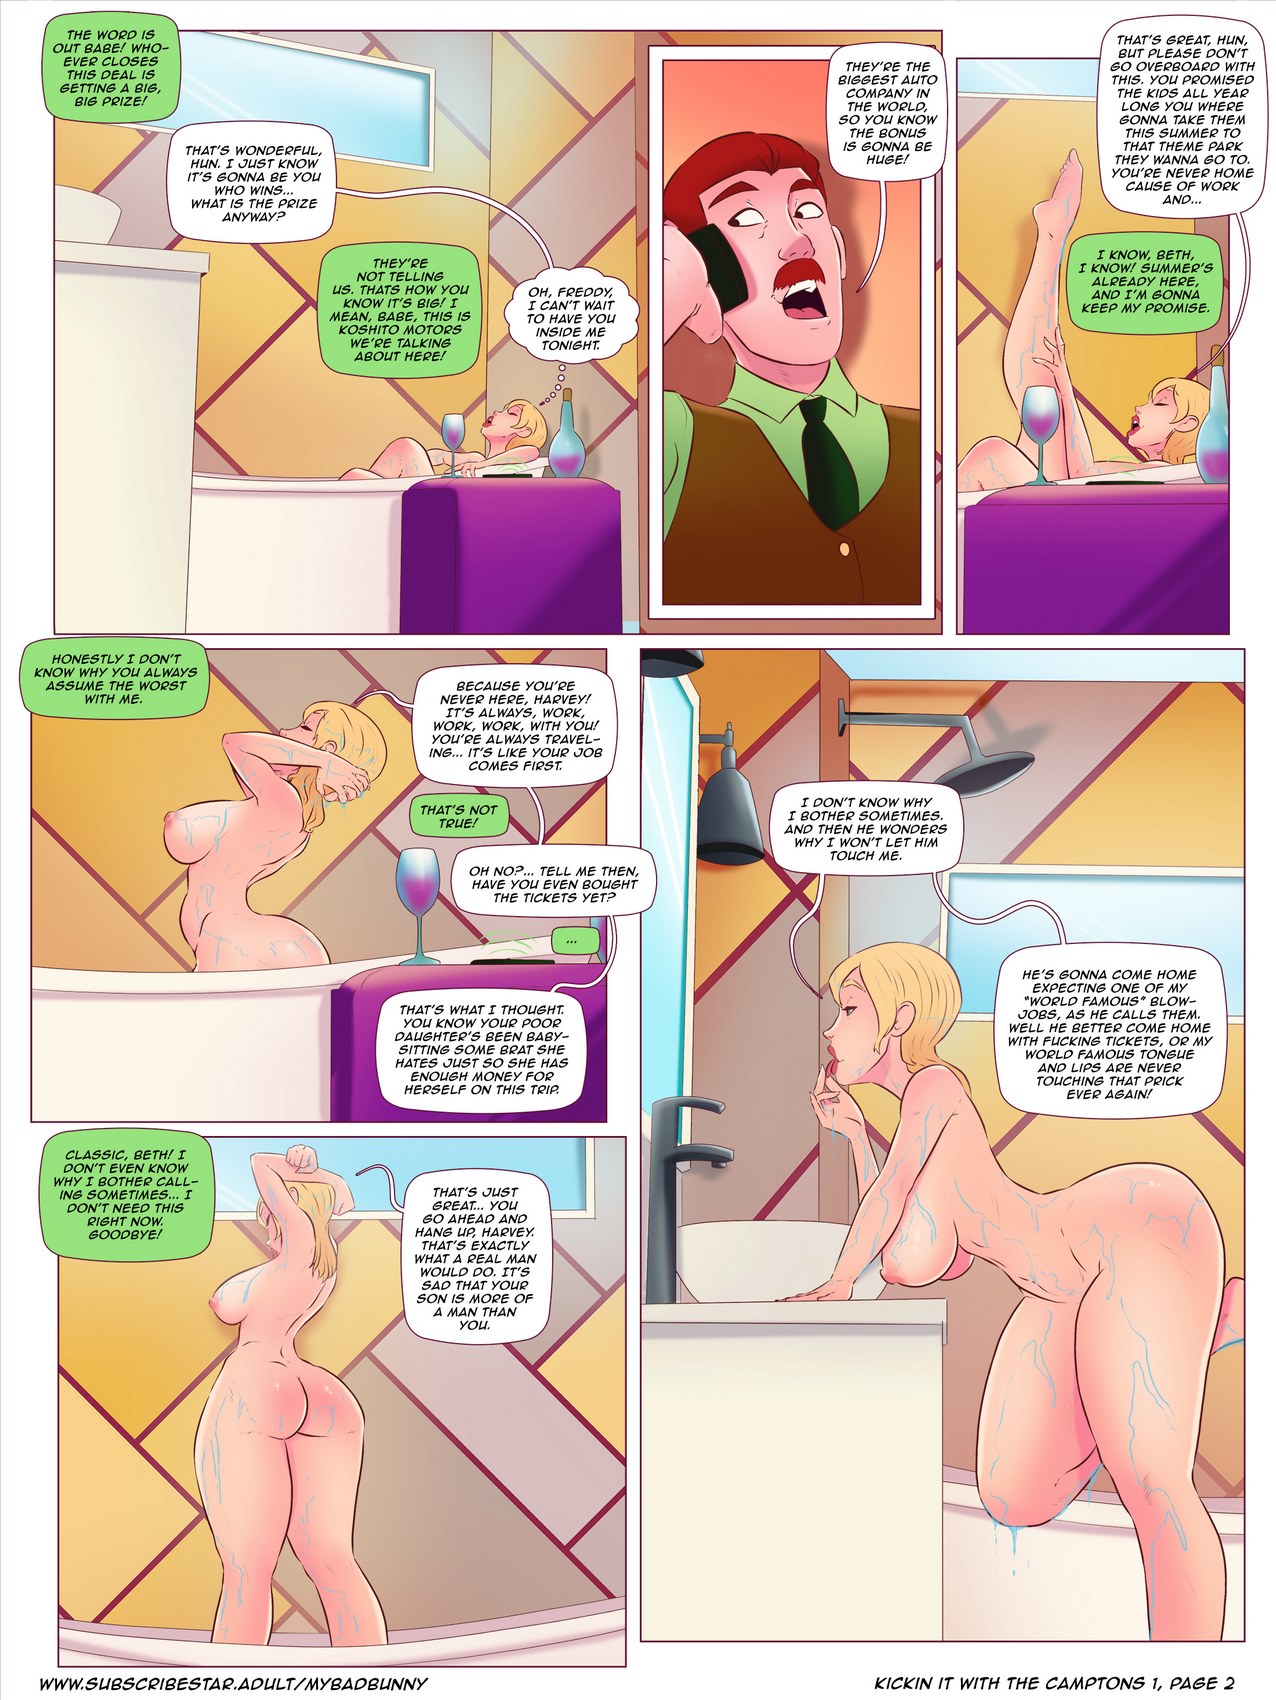 THE WORD IS
OUT BABE! WHO-
EVER CLOSES
THIS DEAL IS
GETTING A BIG,
BIG PRIZE!
THAT'S WONDERFUL,
HUN. I JUST KNOW
IT'S GONNA BE YOU
WHO WINS...
WHAT IS THE PRIZE
ANYWAY?
THEY'RE
NOT TELLING
US. THATS HOW YOU
KNOW IT'S BIG! I
MEAN, BABE, THIS IS
KOSHITO MOTORS
WE'RE TALKING
ABOUT HERE!
OH, FREDDY,
I CAN'T WAIT
TO HAVE YOU
INSIDE ME
TONIGHT.
THEY'RE THE
BIGGEST AUTO
COMPANY
IN THE WORLD,
SO YOU KNOW
THE BONUS
IS GONNA BE
HUGE!
THAT'S GREAT, HUN,
BUT PLEASE DON'T
GO OVERBOARD WITH
THIS. YOU PROMISED
THE KIDS ALL YEAR
LONG YOU WHERE
GONNA TAKE THEM
THIS SUMMER TO
THAT THEME PARK
THEY WANNA GO TO.
YOU'RE NEVER HOME
CAUSE OF WORK
AND...
I KNOW, BETH,
I KNOW! SUMMER'S
ALREADY HERE,
AND I'M GONNA
KEEP MY PROMISE.
HONESTLY I DON'T
KNOW WHY YOU ALWAYS
ASSUME THE WORST
WITH ME.
BECAUSE YOU'RE
NEVER HERE, HARVEY!
IT'S ALWAYS, WORK,
WORK, WORK, WITH YOU!
YOU'RE ALWAYS TRAVEL-
ING... IT'S LIKE YOUR JOB
COMES FIRST.
THAT'S NOT
TRUE!
OH NO?... TELL ME THEN,
HAVE YOU EVEN BOUGHT
THE TICKETS YET?
...
THAT'S WHAT I THOUGHT.
YOU KNOW YOUR POOR
DAUGHTER'S BEEN BABY-
SITTING SOME BRAT SHE
HATES JUST SO SHE HAS
ENOUGH MONEY FOR
HERSELF ON THIS TRIP.
CLASSIC, BETH! I
DON'T EVEN KNOW
WHY I BOTHER CALL-
ING SOMETIMES... I
DON'T NEED THIS
RIGHT NOW.
GOODBYE!
THAT'S JUST
GREAT... YOU
GO AHEAD AND
HANG UP, HARVEY.
THAT'S EXACTLY
WHAT A REAL MAN
WOULD DO. IT'S
SAD THAT YOUR
SON IS MORE OF
A MAN THAN
YOU.
I DON'T KNOW WHY
I BOTHER SOMETIMES.
AND THEN HE WONDERS
WHY I WON'T LET HIM
TOUCH ME.
HE'S GONNA COME HOME
EXPECTING ONE OF MY
"WORLD FAMOUS" BLOW-
JOBS, AS HE CALLS THEM.
WELL HE BETTER COME HOME
WITH FUCKING TICKETS, OR MY
WORLD FAMOUS TONGUE
AND LIPS ARE NEVER
TOUCHING THAT PRICK
EVER AGAIN!
WWW.SUBSCRIBESTAR.ADULT/MYBADBUNNY
KICKIN IT WITH THE CAMPTONS 1, PAGE 2